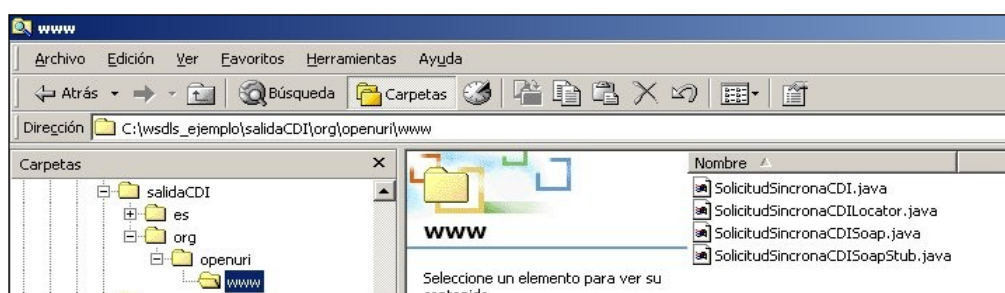 www
Archivo Edición Ver Favoritos Herramientas Ayuda
Atrás Búsqueda Carpetas
Dirección C:\wsdls_ejemplo\salidaCDI\org\openuri\www
Carpetas
salidaCDI
es
org
openuri
www
www
Seleccione un elemento para ver su
Nombre
SolicitudSincronaCDI.java
SolicitudSincronaCDILocator.java
SolicitudSincronaCDISoap.java
SolicitudSincronaCDISoapStub.java